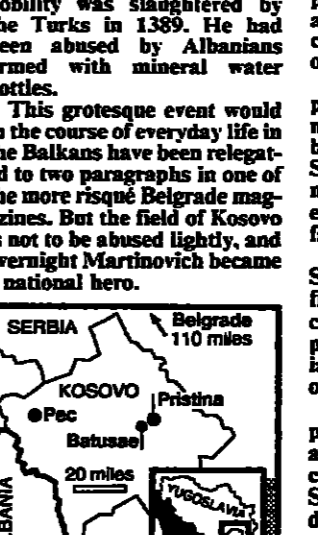 nobility was slaughtered by
the Turks in 1389. He had
been abused by Albanians
armed with mineral water
bottles.
This grotesque event would
in the course of everyday life in
the Balkans have been relegat-
ed to two paragraphs in one of
the more risqué Belgrade mag-
azines. But the field of Kosovo
is not to be abused lightly, and
overnight Martinovich became
a national hero.
SERBIA
Belgrade
110 miles
KOSOVO
Pristina
Pec
Batusae
20 miles
YUGOSLAVIA
ALBANIA